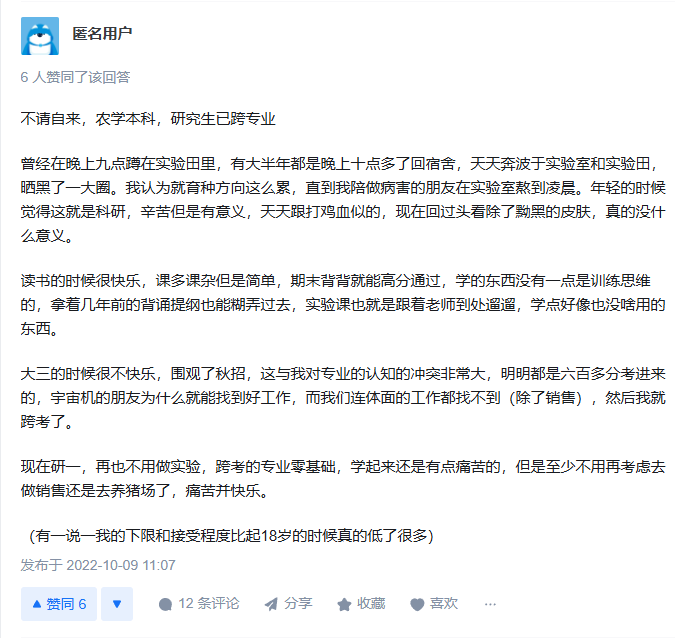 匿名用户
6 人赞同了该回答
不请自来，农学本科，研究生已跨专业
曾经在晚上九点蹲在实验田里，有大半年都是晚上十点多了回宿舍，天天奔波于实验室和实验田，
晒黑了一大圈。我认为就育种方向这么累，直到我陪做病害的朋友在实验室熬到凌晨。年轻的时候
觉得这就是科研，辛苦但是有意义，天天跟打鸡血似的，现在回过头看除了黝黑的皮肤，真的没什
么意义。
读书的时候很快乐，课多课杂但是简单，期末背背就能高分通过，学的东西没有一点是训练思维
的，拿着几年前的背诵提纲也能糊弄过去，实验课也就是跟着老师到处遛遛，学点好像也没啥用的
东西。
大三的时候很不快乐，围观了秋招，这与我对专业的认知的冲突非常大，明明都是六百多分考进来
的，宇宙机的朋友为什么就能找到好工作，而我们连体面的工作都找不到（除了销售），然后我就
跨考了。
现在研一，再也不用做实验，跨考的专业零基础，学起来还是有点痛苦的，但是至少不用再考虑去
做销售还是去养猪场了，痛苦并快乐。
（有一说一我的下限和接受程度比起18岁的时候真的低了很多）
发布于 2022-10-09 11:07
赞同 6 12 条评论 分享 收藏 喜欢 ···